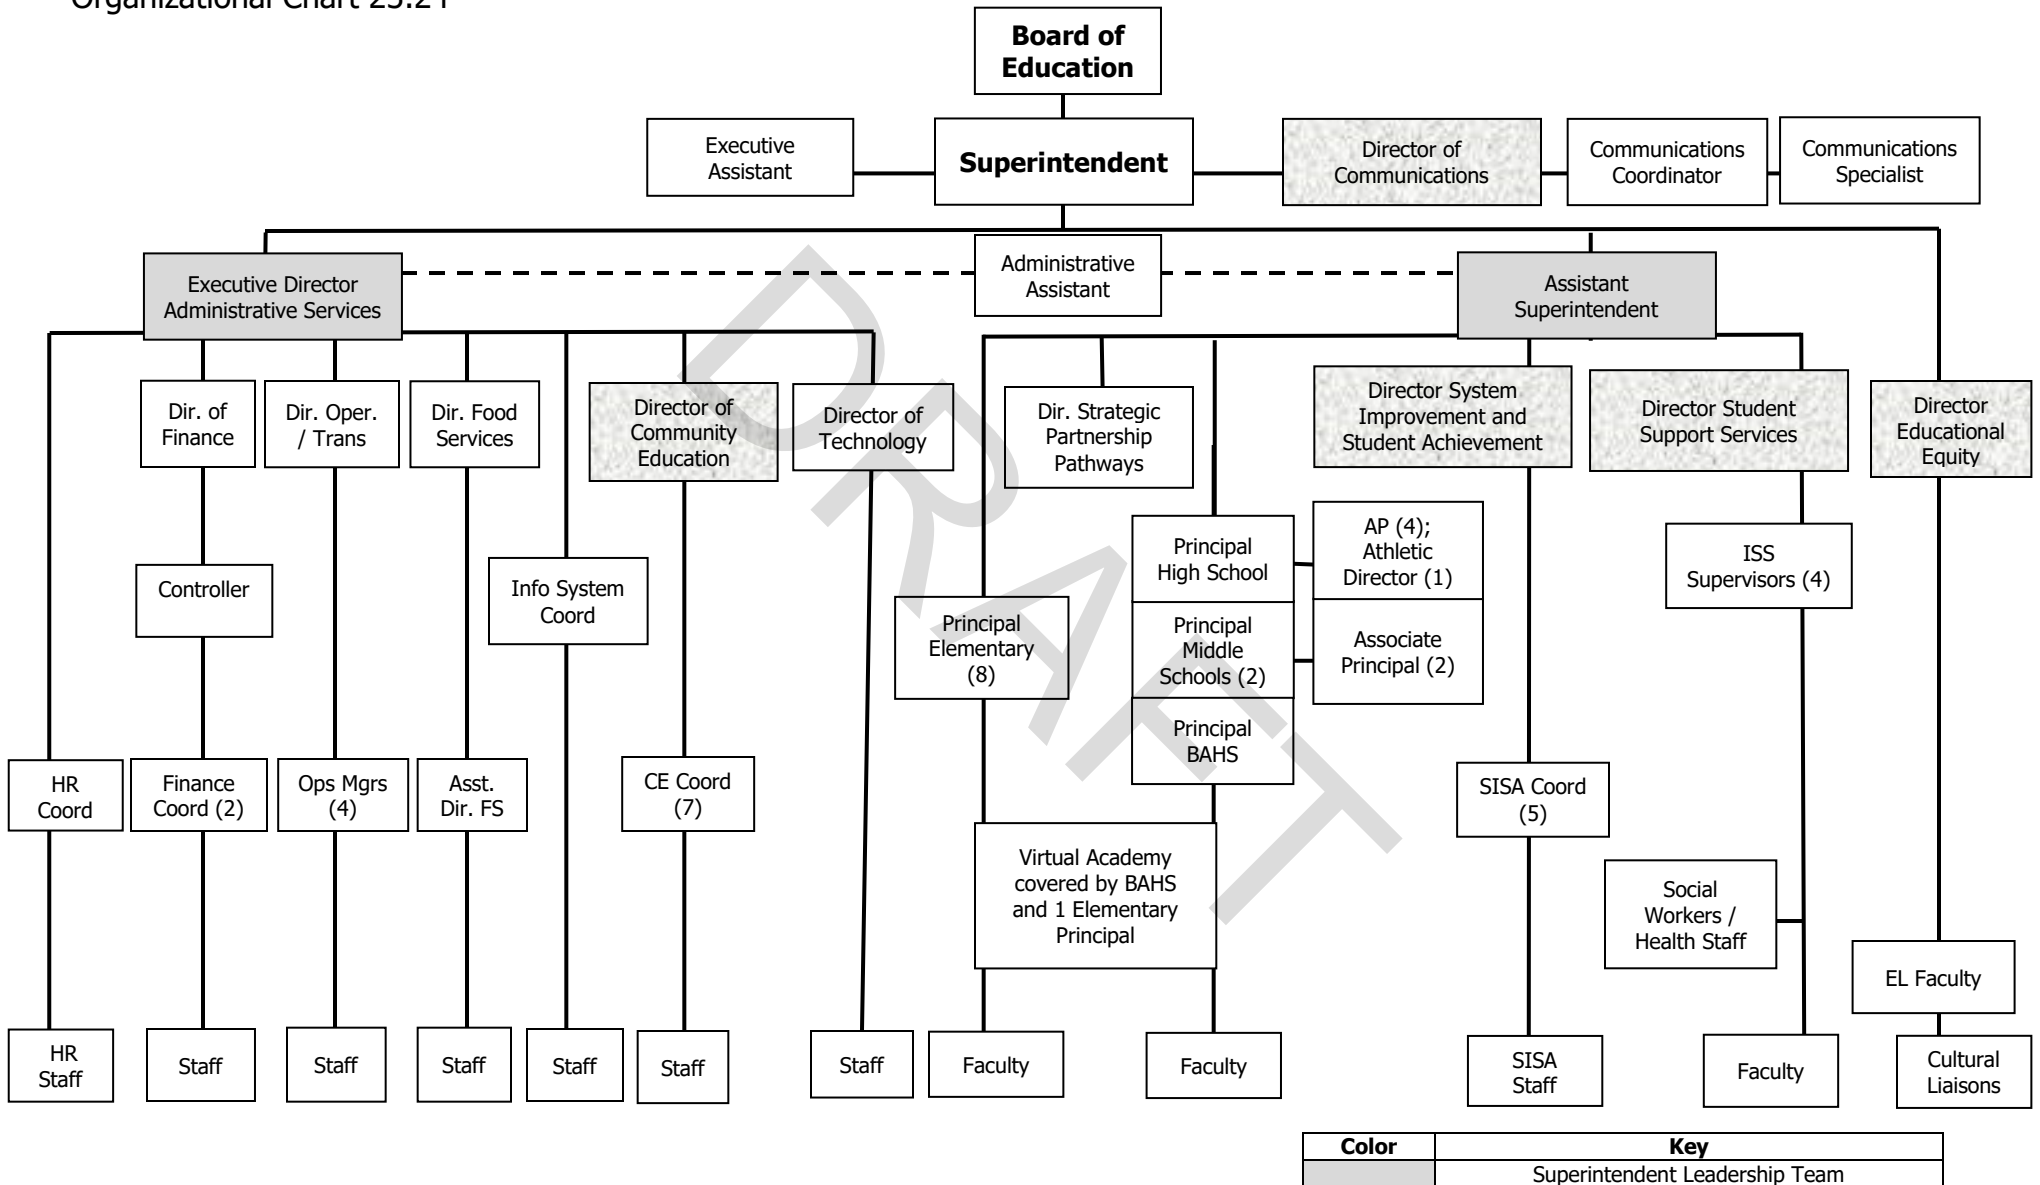 Organizational Chart 23.24
Board of
Education
Executive
Assistant
Superintendent
Director of
Communications
Communications
Coordinator
Communications
Specialist
Executive Director
Administrative Services
Administrative
Assistant
Assistant
Superintendent
Dir. of
Finance
Dir. Oper.
/ Trans
Dir. Food
Services
Director of
Community
Education
Director of
Technology
Dir. Strategic
Partnership
Pathways
Director System
Improvement and
Student Achievement
Director Student
Support Services
Director
Educational
Equity
Controller
Info System
Coord
Principal
Elementary
(8)
Principal
High School
AP (4);
Athletic
Director (1)
Principal
Middle
Schools (2)
Associate
Principal (2)
Principal
BAHS
ISS
Supervisors (4)
HR
Coord
Finance
Coord (2)
Ops Mgrs
(4)
Asst.
Dir. FS
CE Coord
(7)
SISA Coord
(5)
Virtual Academy
covered by BAHS
and 1 Elementary
Principal
Social
Workers /
Health Staff
EL Faculty
HR
Staff
Staff
Staff
Staff
Staff
Staff
Staff
Faculty
Faculty
SISA
Staff
Faculty
Cultural
Liaisons
DRAFT
Color Key
Superintendent Leadership Team